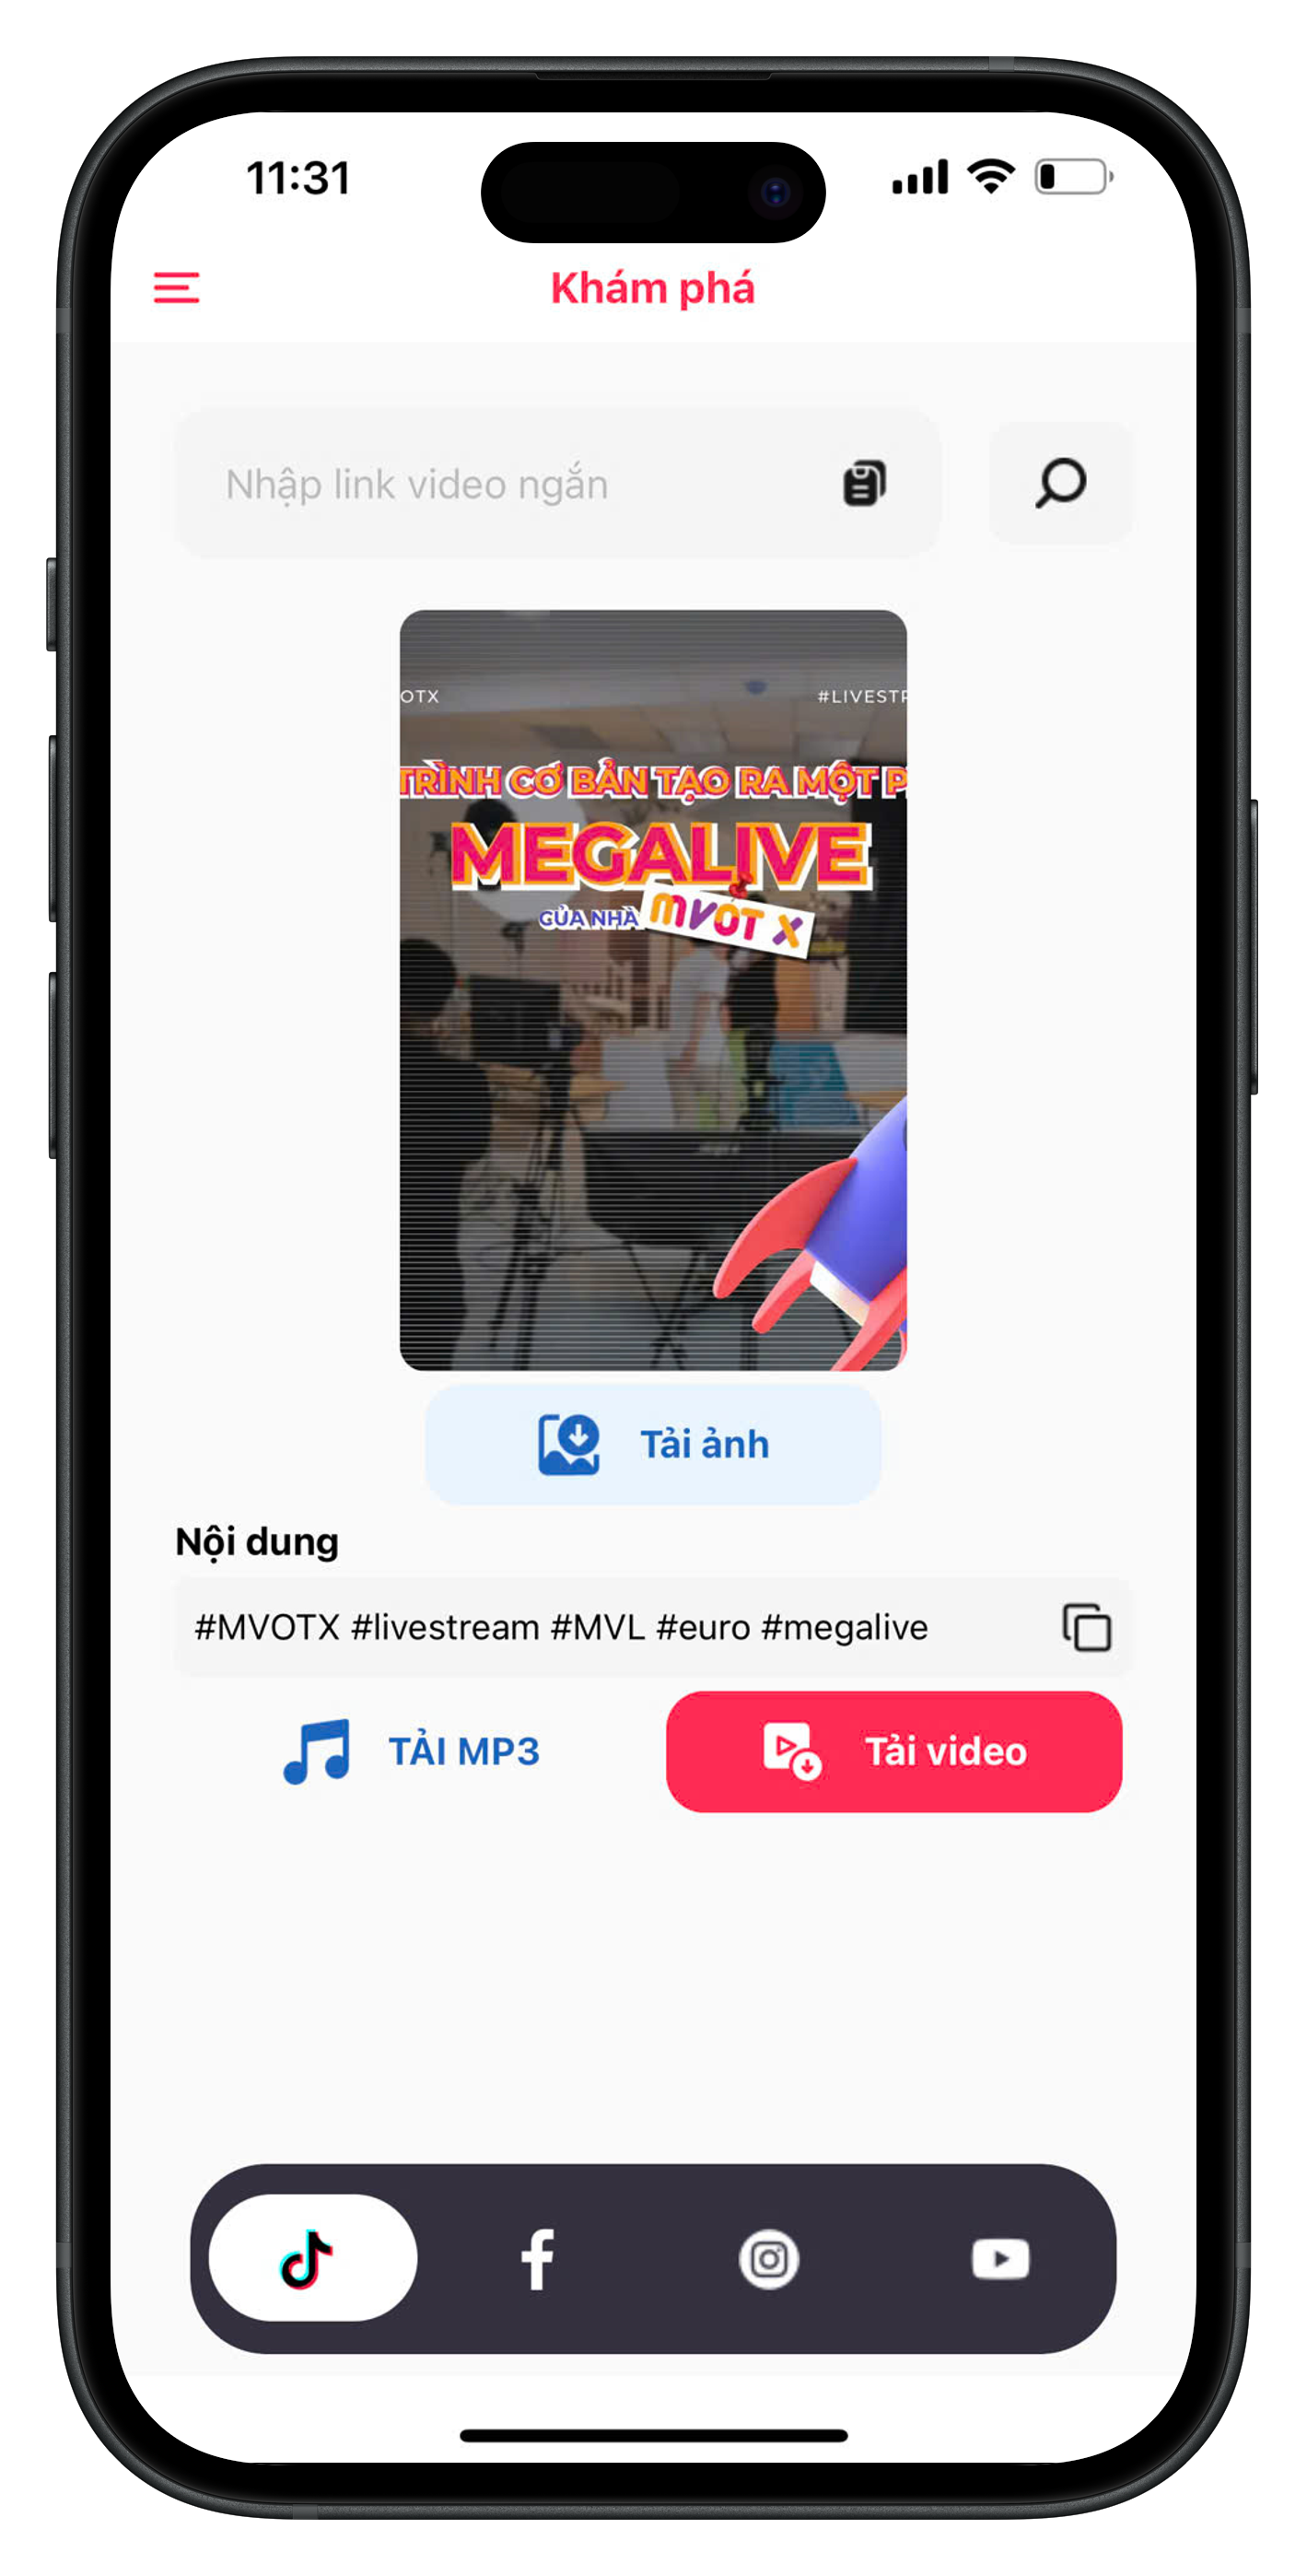 11:31
Khám phá
Nhập link video ngắn
OTX #LIVESTR
TRÌNH CƠ BẢN TẠO RA MỘT P
MEGALIVE
CỦA NHÀ MVOT X
Tải ảnh
Nội dung
#MVOTX #livestream #MVL #euro #megalive
TẢI MP3
Tải video